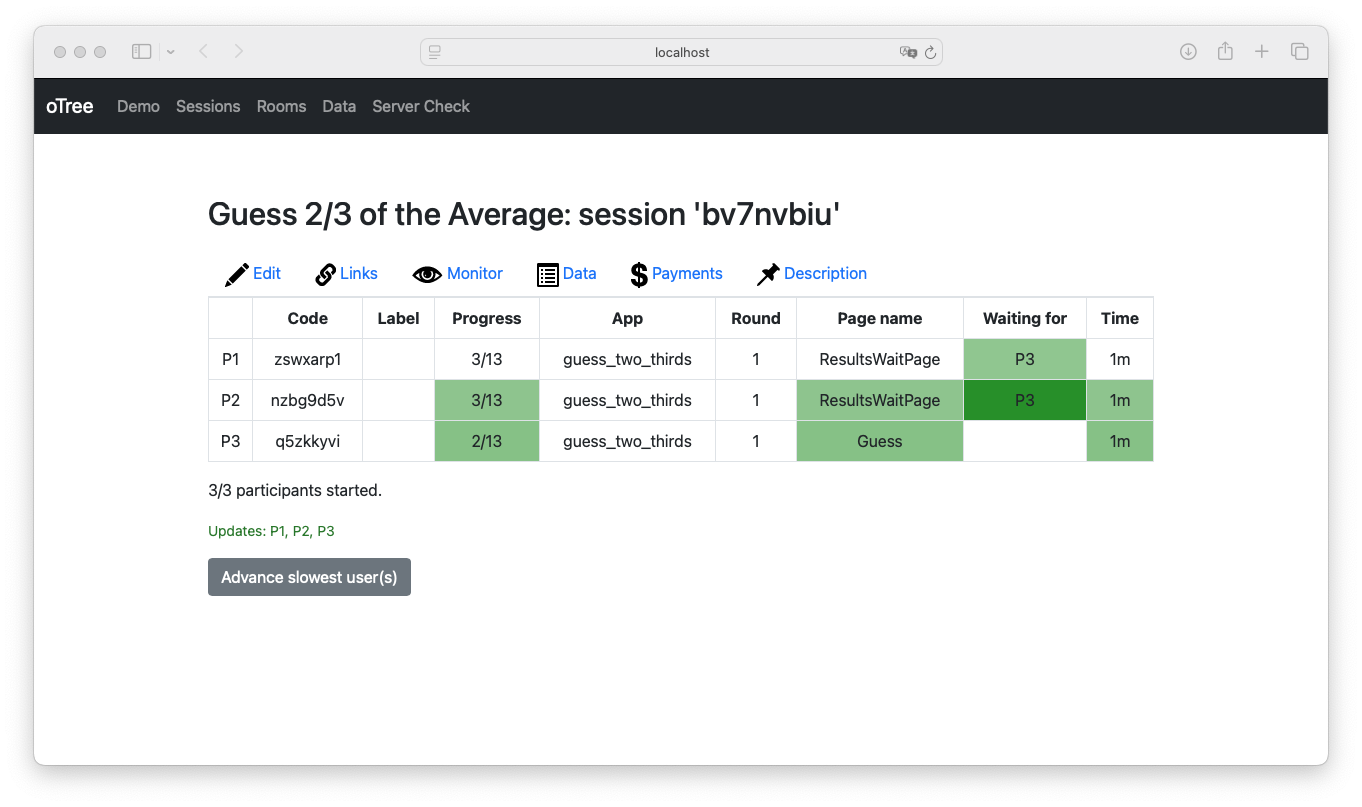 localhost
oTree Demo Sessions Rooms Data Server Check
Guess 2/3 of the Average: session 'bv7nvbiu'
Edit Links Monitor Data Payments Description
Code Label Progress App Round Page name Waiting for Time
P1 zswxarp1 3/13 guess_two_thirds 1 ResultsWaitPage P3 1m
P2 nzbg9d5v 3/13 guess_two_thirds 1 ResultsWaitPage P3 1m
P3 q5zkkyvi 2/13 guess_two_thirds 1 Guess 1m
3/3 participants started.
Updates: P1, P2, P3
Advance slowest user(s)